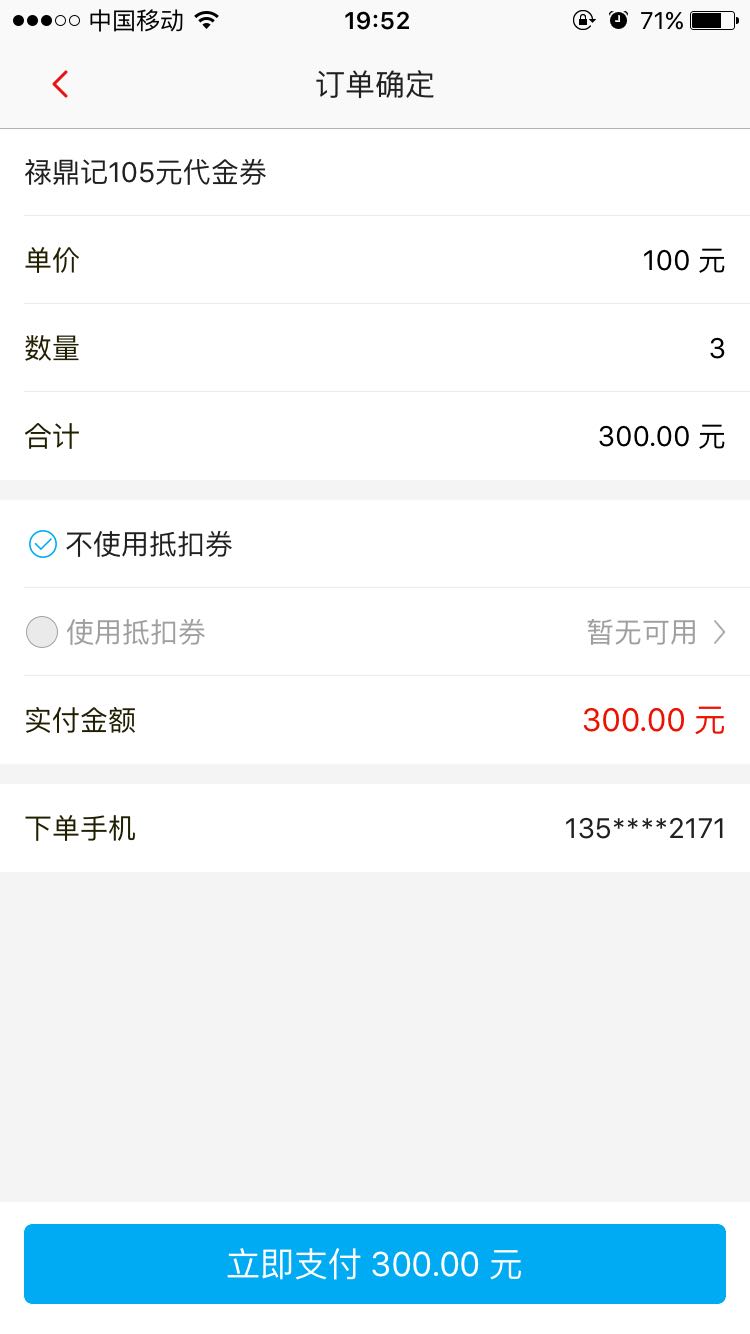 中国移动 19:52 71%
订单确定
禄鼎记105元代金券
单价 100 元
数量 3
合计 300.00 元
不使用抵扣券
使用抵扣券 暂无可用
实付金额 300.00 元
下单手机 135****2171
立即支付 300.00 元